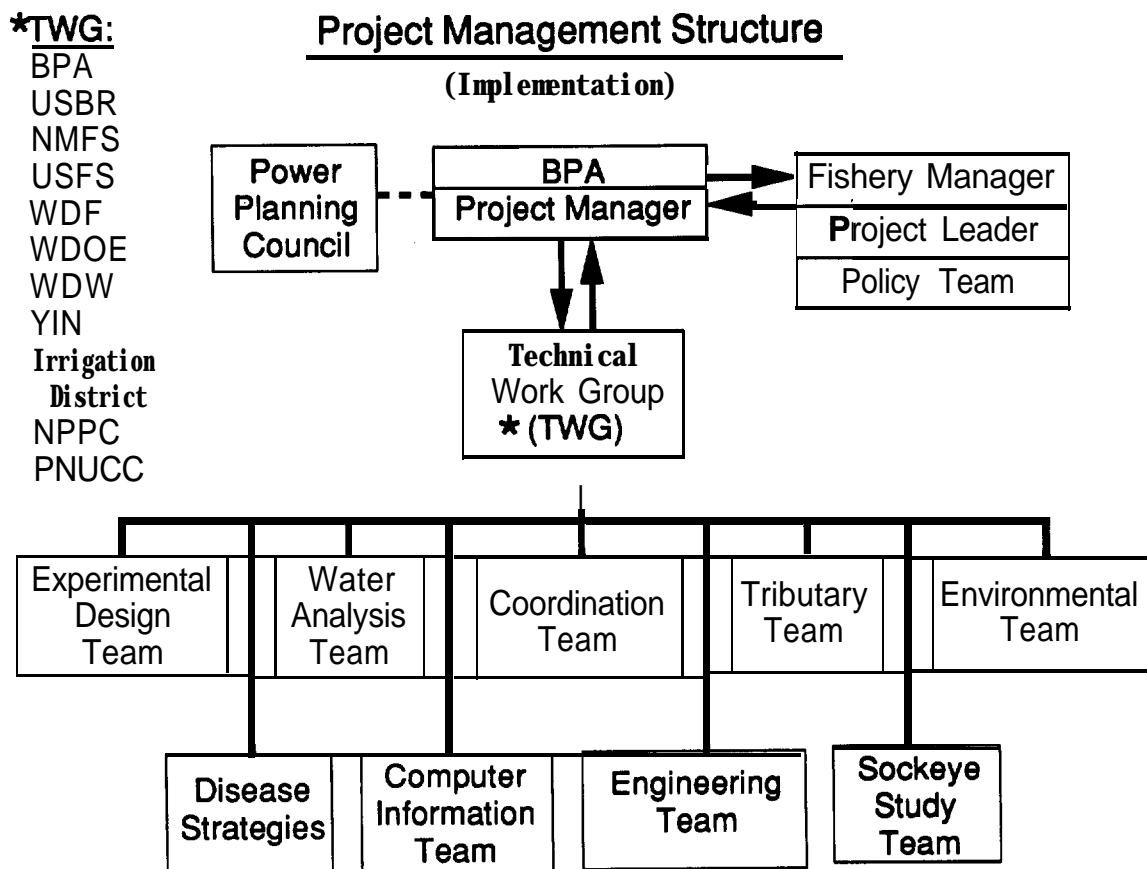 *TWG:
BPA
USBR
NMFS
USFS
WDF
WDOE
WDW
YIN
Irrigation
District
NPPC
PNUCC
Project Management Structure
(Implementation)
Power
Planning
Council
BPA
Project Manager
Fishery Manager
Project Leader
Policy Team
Technical
Work Group
* (TWG)
Experimental
Design
Team
Water
Analysis
Team
Coordination
Team
Tributary
Team
Environmental
Team
Disease
Strategies
Computer
Information
Team
Engineering
Team
Sockeye
Study
Team